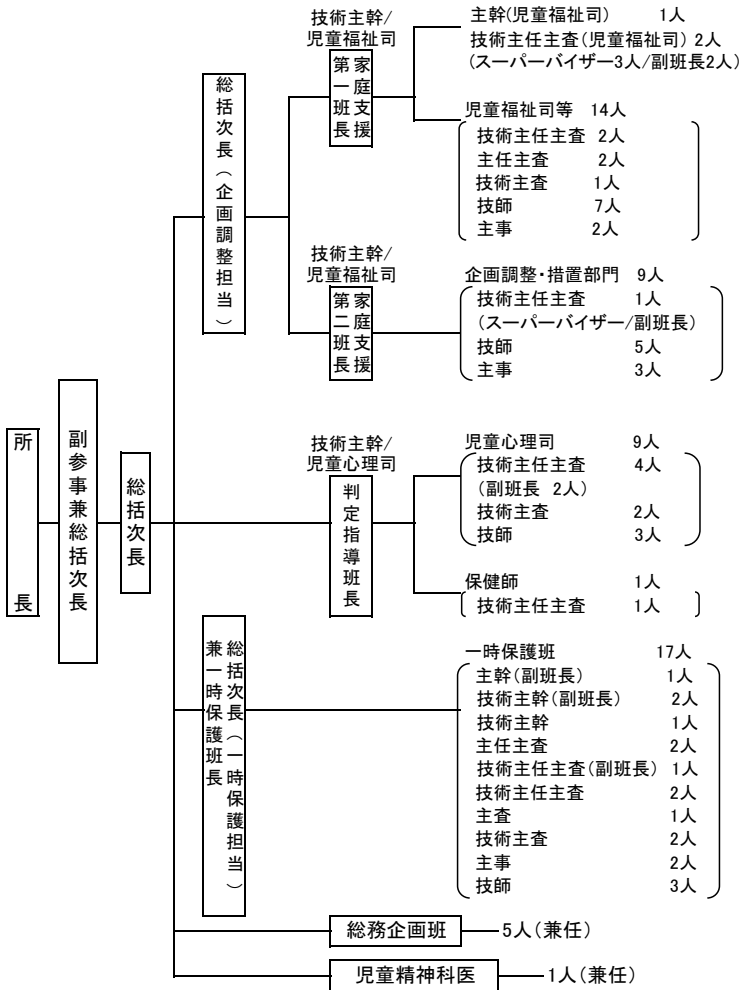 所長
副参事兼総括次長
総括次長
総括次長(企画調整担当)
技術主幹/
児童福祉司
家庭支援
第一班長
主幹(児童福祉司) 1人
技術主任主査(児童福祉司) 2人
(スーパーバイザー3人/副班長2人)
児童福祉司等 14人
技術主任主査 2人
主任主査 2人
技術主査 1人
技師 7人
主事 2人
技術主幹/
児童福祉司
家庭支援
第二班長
企画調整・措置部門 9人
技術主任主査 1人
(スーパーバイザー/副班長)
技師 5人
主事 3人
技術主幹/
児童心理司
判定指導班長
児童心理司 9人
技術主任主査 4人
(副班長 2人)
技術主査 2人
技師 3人
保健師 1人
技術主任主査 1人
総括次長(一時保護担当)
兼一時保護班長
一時保護班 17人
主幹(副班長) 1人
技術主幹(副班長) 2人
技術主幹 1人
主任主査 2人
技術主任主査(副班長) 1人
技術主任主査 2人
主査 1人
技術主査 2人
主事 2人
技師 3人
総務企画班 5人(兼任)
児童精神科医 1人(兼任)